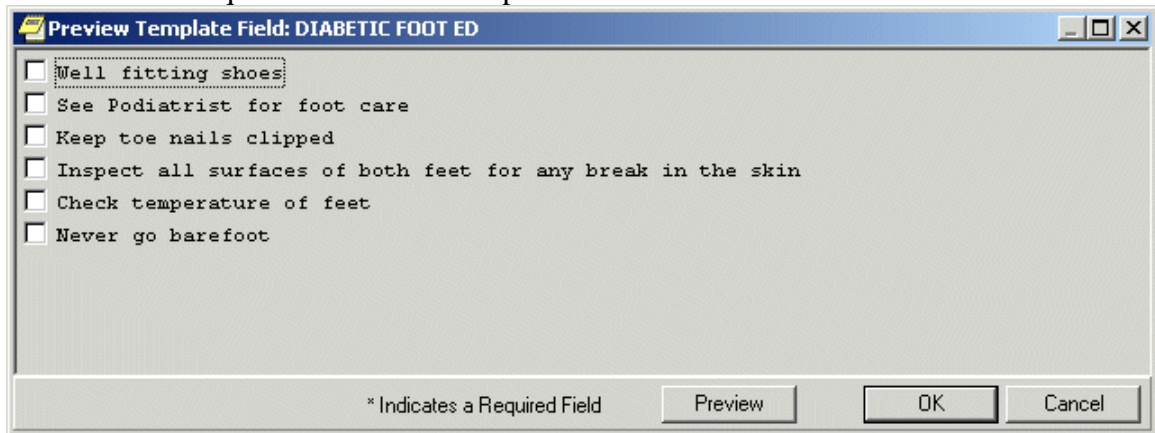 Preview Template Field: DIABETIC FOOT ED
Well fitting shoes
See Podiatrist for foot care
Keep toe nails clipped
Inspect all surfaces of both feet for any break in the skin
Check temperature of feet
Never go barefoot
* Indicates a Required Field Preview OK Cancel